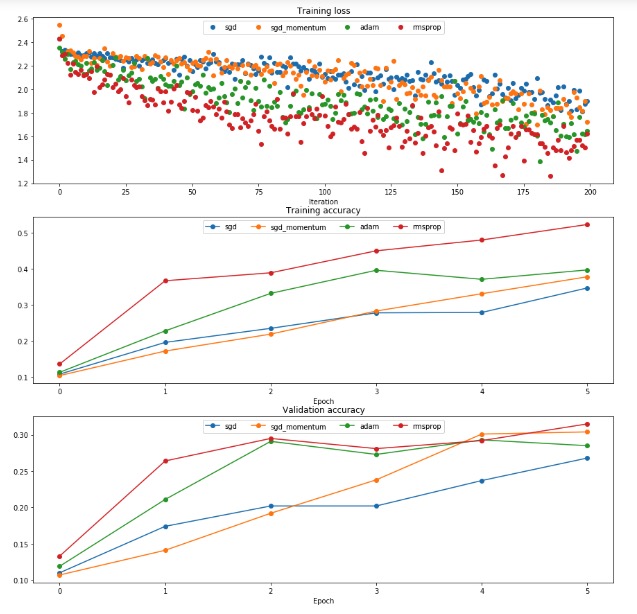 Training loss
sgd sgd_momentum adam rmsprop
2.6
2.4
2.2
2.0
1.8
1.6
1.4
1.2
0 25 50 75 100 125 150 175 200
Iteration
Training accuracy
sgd sgd_momentum adam rmsprop
0.5
0.4
0.3
0.2
0.1
0 1 2 3 4 5
Epoch
Validation accuracy
sgd sgd_momentum adam rmsprop
0.30
0.25
0.20
0.15
0.10
0 1 2 3 4 5
Epoch